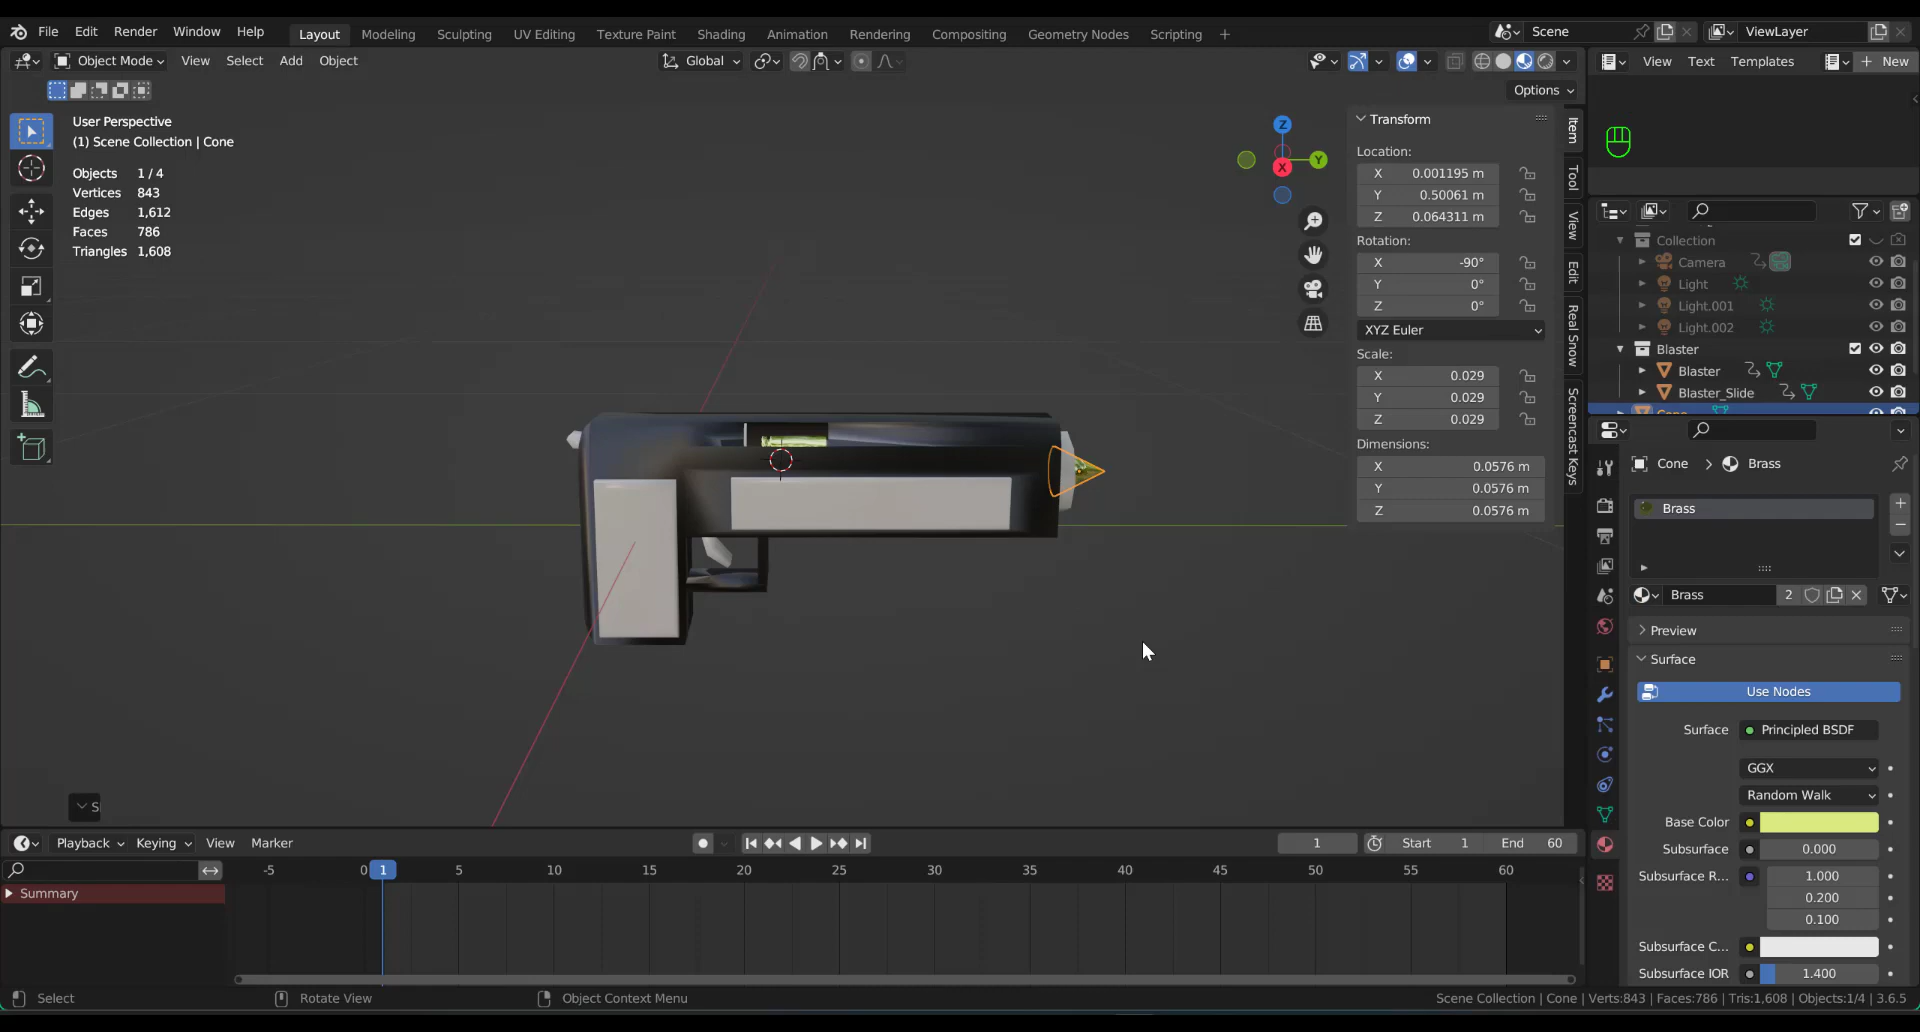 File Edit Render Window Help Layout Modeling Sculpting UV Editing Texture Paint Shading Animation Rendering Compositing Geometry Nodes Scripting + Scene ViewLayer
Object Mode View Select Add Object Global View Text Templates + New
Options
User Perspective
(1) Scene Collection | Cone
Objects 1 / 4
Vertices 843
Edges 1,612
Faces 786
Triangles 1,608
Z
Y
X
Transform
Location:
X 0.001195 m
Y 0.50061 m
Z 0.064311 m
Rotation:
X -90°
Y 0°
Z 0°
XYZ Euler
Scale:
X 0.029
Y 0.029
Z 0.029
Dimensions:
X 0.0576 m
Y 0.0576 m
Z 0.0576 m
Item
Tool
View
Edit
Real Snow
Screencast Keys
Collection
Camera
Light
Light.001
Light.002
Blaster
Blaster
Blaster_Slide
Cone > Brass
Brass
Brass 2
Preview
Surface
Use Nodes
Surface Principled BSDF
GGX
Random Walk
Base Color
Subsurface 0.000
Subsurface R... 1.000
0.200
0.100
Subsurface C...
Subsurface IOR 1.400
S
Playback Keying View Marker 1 Start 1 End 60
-5 0 1 5 10 15 20 25 30 35 40 45 50 55 60
Summary
Select Rotate View Object Context Menu Scene Collection | Cone | Verts:843 | Faces:786 | Tris:1,608 | Objects:1/4 | 3.6.5